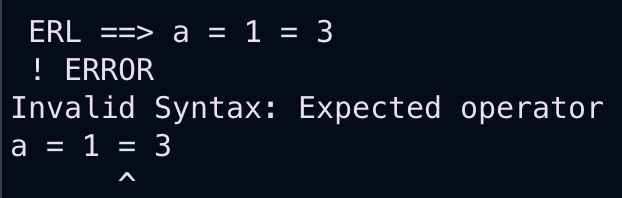 ERL ==> a = 1 = 3
! ERROR
Invalid Syntax: Expected operator
a = 1 = 3
^